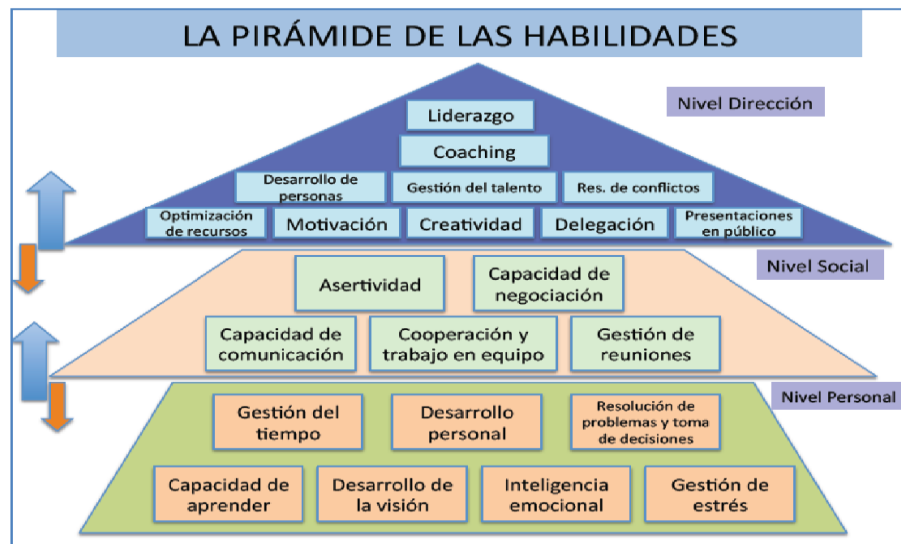 LA PIRÁMIDE DE LAS HABILIDADES
Nivel Dirección
Liderazgo
Coaching
Desarrollo de
personas
Gestión del talento
Res. de conflictos
Optimización
de recursos
Motivación
Creatividad
Delegación
Presentaciones
en público
Nivel Social
Asertividad
Capacidad de
negociación
Capacidad de
comunicación
Cooperación y
trabajo en equipo
Gestión de
reuniones
Nivel Personal
Gestión del
tiempo
Desarrollo
personal
Resolución de
problemas y toma
de decisiones
Capacidad de
aprender
Desarrollo de
la visión
Inteligencia
emocional
Gestión de
estrés